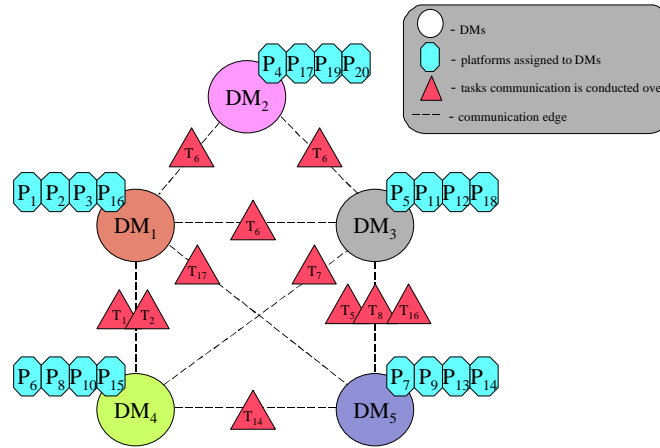 - DMs
- platforms assigned to DMs
- tasks communication is conducted over
- communication edge
P4 P17 P19 P20
DM2
T6 T6
P1 P2 P3 P16
P5 P11 P12 P18
DM1 T6 DM3
T17 T7
T1 T2 T5 T8 T16
P6 P8 P10 P15
P7 P9 P13 P14
DM4 T14 DM5